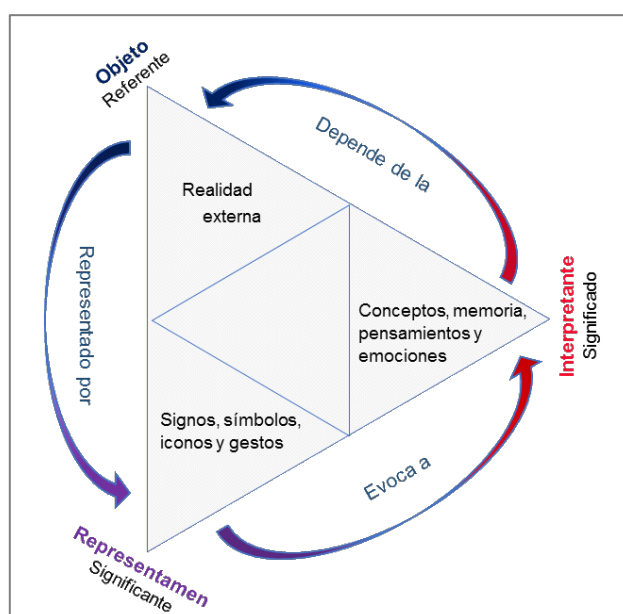 Objeto
Referente
Depende de la
Realidad
externa
Representado por
Conceptos, memoria,
pensamientos y
emociones
Interpretante
Significado
Signos, símbolos,
iconos y gestos
Evoca a
Representamen
Significante